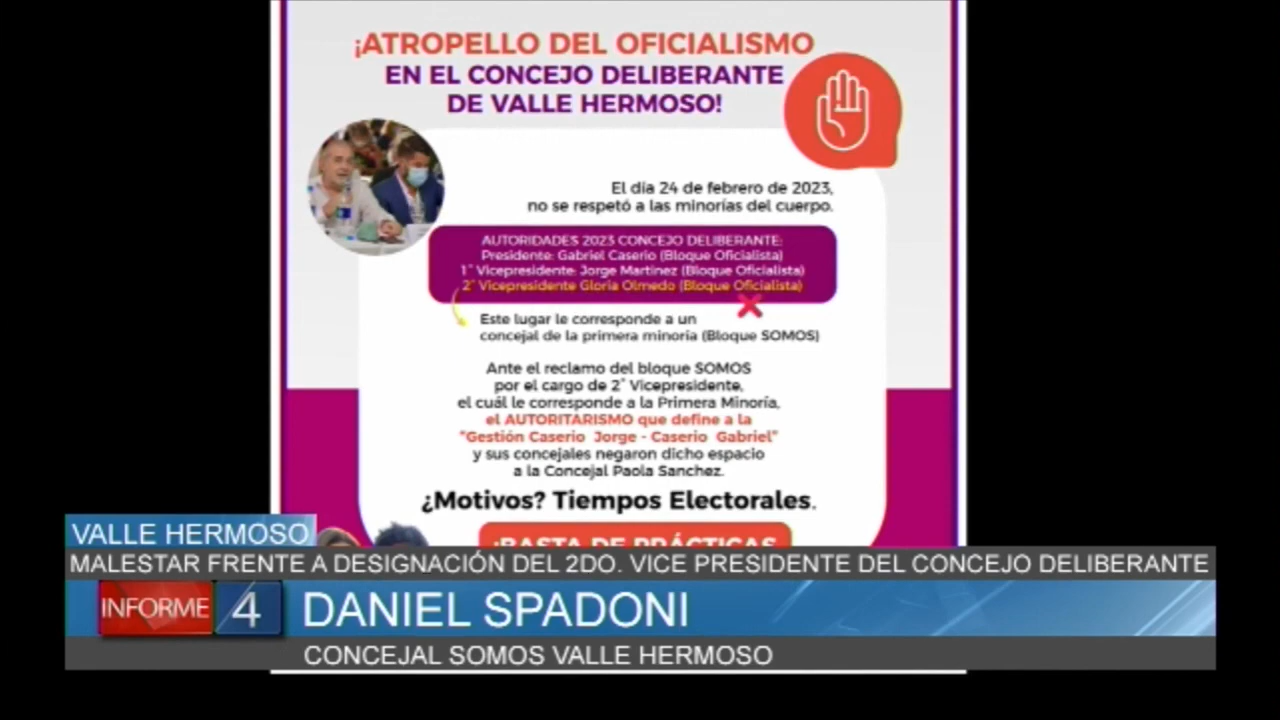 ¡ATROPELLO DEL OFICIALISMO
EN EL CONCEJO DELIBERANTE
DE VALLE HERMOSO!
El día 24 de febrero de 2023,
no se respetó a las minorías del cuerpo.
AUTORIDADES 2023 CONCEJO DELIBERANTE:
Presidente: Gabriel Caserio (Bloque Oficialista)
1° Vicepresidente: Jorge Martinez (Bloque Oficialista)
2° Vicepresidente Gloria Olmedo (Bloque Oficialista)
Este lugar le corresponde a un
concejal de la primera minoría (Bloque SOMOS)
Ante el reclamo del bloque SOMOS
por el cargo de 2° Vicepresidente,
el cuál le corresponde a la Primera Minoría,
el AUTORITARISMO que define a la
"Gestión Caserio Jorge - Caserio Gabriel"
y sus concejales negaron dicho espacio
a la Concejal Paola Sanchez.
¿Motivos? Tiempos Electorales.
¡BASTA DE PRÁCTICAS
VALLE HERMOSO
MALESTAR FRENTE A DESIGNACIÓN DEL 2DO. VICE PRESIDENTE DEL CONCEJO DELIBERANTE
INFORME 4
DANIEL SPADONI
CONCEJAL SOMOS VALLE HERMOSO